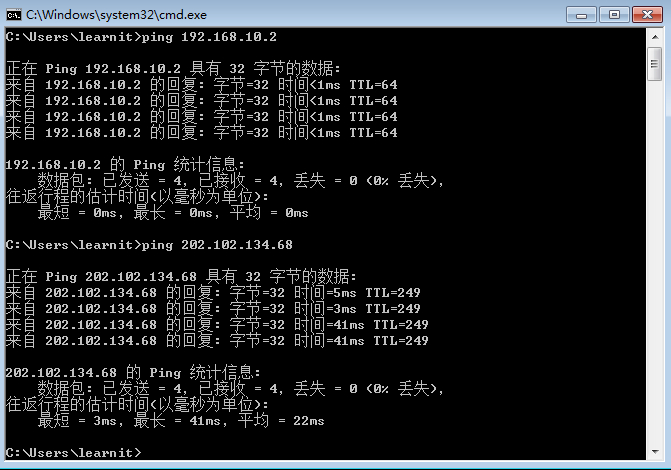 C:\Windows\system32\cmd.exe
C:\Users\learnit>ping 192.168.10.2
正在 Ping 192.168.10.2 具有 32 字节的数据:
来自 192.168.10.2 的回复: 字节=32 时间<1ms TTL=64
来自 192.168.10.2 的回复: 字节=32 时间<1ms TTL=64
来自 192.168.10.2 的回复: 字节=32 时间<1ms TTL=64
来自 192.168.10.2 的回复: 字节=32 时间<1ms TTL=64
192.168.10.2 的 Ping 统计信息:
数据包: 已发送 = 4, 已接收 = 4, 丢失 = 0 (0% 丢失),
往返行程的估计时间(以毫秒为单位):
最短 = 0ms, 最长 = 0ms, 平均 = 0ms
C:\Users\learnit>ping 202.102.134.68
正在 Ping 202.102.134.68 具有 32 字节的数据:
来自 202.102.134.68 的回复: 字节=32 时间=5ms TTL=249
来自 202.102.134.68 的回复: 字节=32 时间=3ms TTL=249
来自 202.102.134.68 的回复: 字节=32 时间=41ms TTL=249
来自 202.102.134.68 的回复: 字节=32 时间=41ms TTL=249
202.102.134.68 的 Ping 统计信息:
数据包: 已发送 = 4, 已接收 = 4, 丢失 = 0 (0% 丢失),
往返行程的估计时间(以毫秒为单位):
最短 = 3ms, 最长 = 41ms, 平均 = 22ms
C:\Users\learnit>